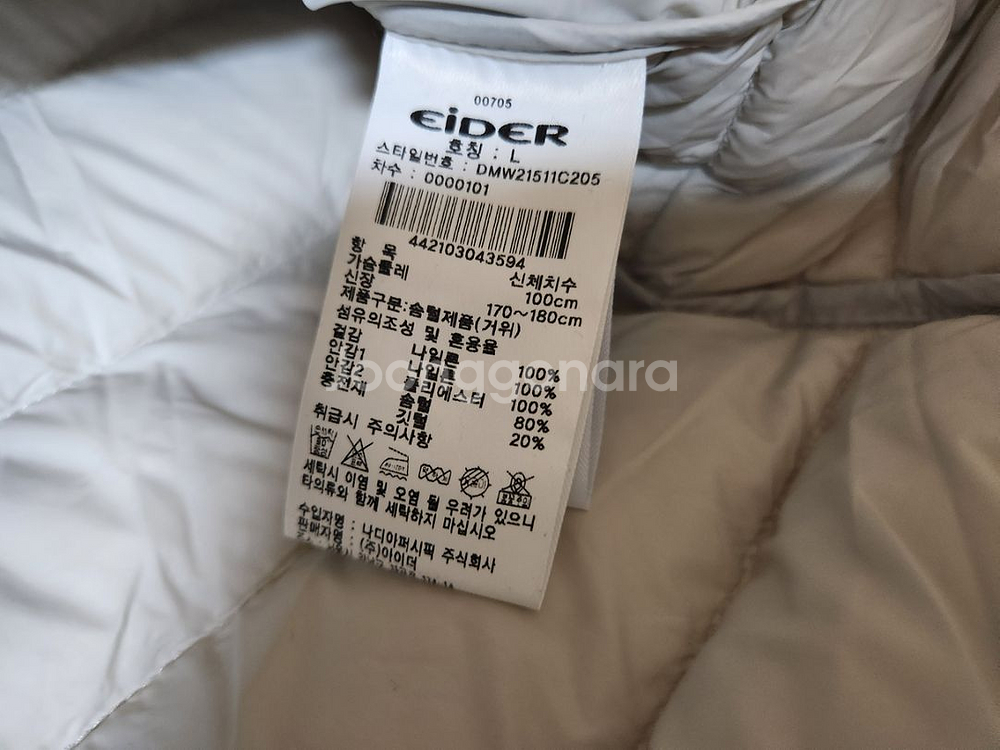 00705
EiDER
호칭 : L
스타일번호 : DMW21511C205
차수 : 0000101
442103043594
항 목 신체치수
가슴둘레 100cm
신장 170~180cm
제품구분:솜털제품(거위)
섬유의조성 및 혼용율
겉감 나일론 100%
안감1 나일론 100%
안감2 폴리에스터 100%
충전재 솜털 80%
깃털 20%
취급시 주의사항
세탁시 이염 및 오염 될 우려가 있으니
타의류와 함께 세탁하지 마십시오
수입자명 : 나디아퍼시픽 주식회사
판매자명 : (주)아이더
joonggonara